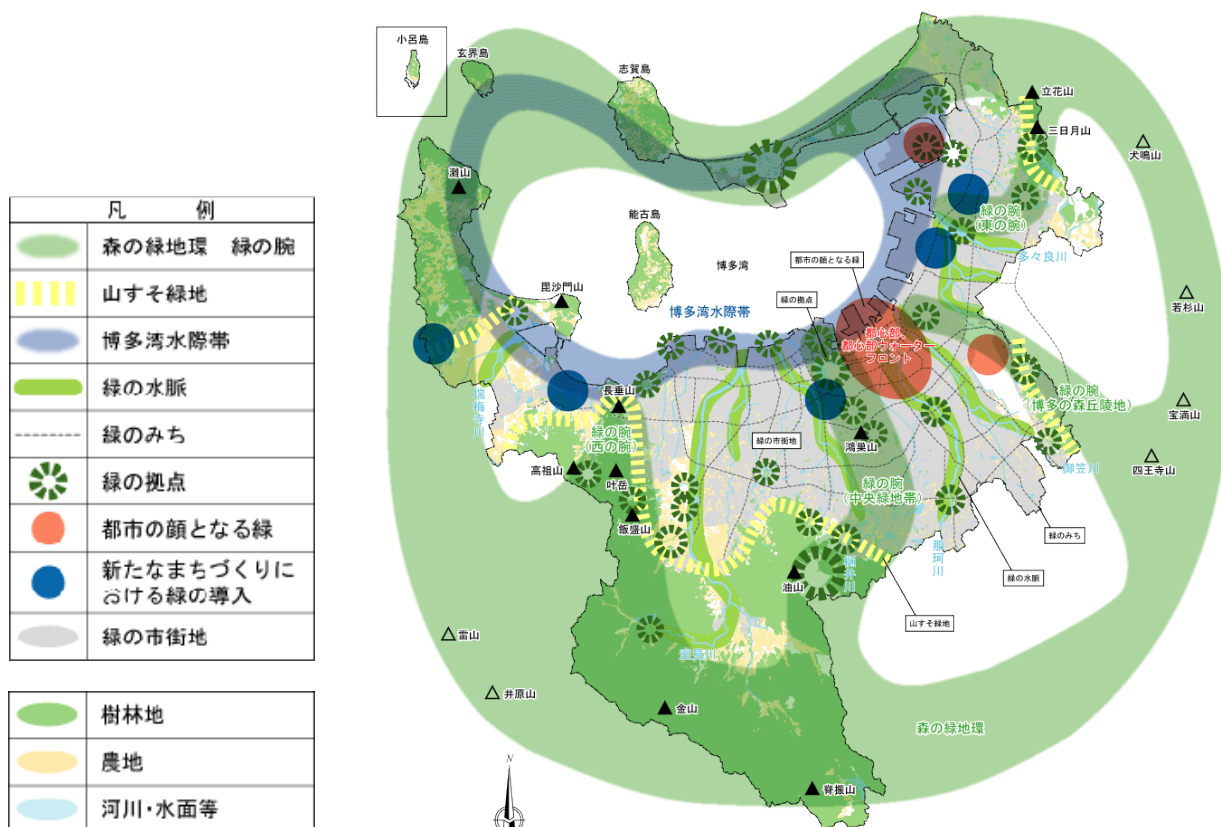 凡 例
森の緑地環 緑の腕
山すそ緑地
博多湾水際帯
緑の水脈
緑のみち
緑の拠点
都市の顔となる緑
新たなまちづくりに
おける緑の導入
緑の市街地
樹林地
農地
河川・水面等
小呂島
玄界島
志賀島
立花山
三日月山
犬鳴山
灘山
能古島
緑の腕
(東の腕)
博多湾
都市の顔となる緑
多々良川
毘沙門山
緑の拠点
若杉山
博多湾水際帯
都心部、
都心部ウオーター
フロント
瑞梅寺川
長垂山
緑の腕
(博多の森丘陵地)
宝満山
緑の腕
(西の腕)
緑の市街地
鴻巣山
御笠川
四王寺山
高祖山
叶岳
緑の腕
(中央緑地帯)
飯盛山
緑のみち
那珂川
樋井川
油山
緑の水脈
山すそ緑地
雷山
室見川
井原山
金山
森の緑地環
脊振山
N